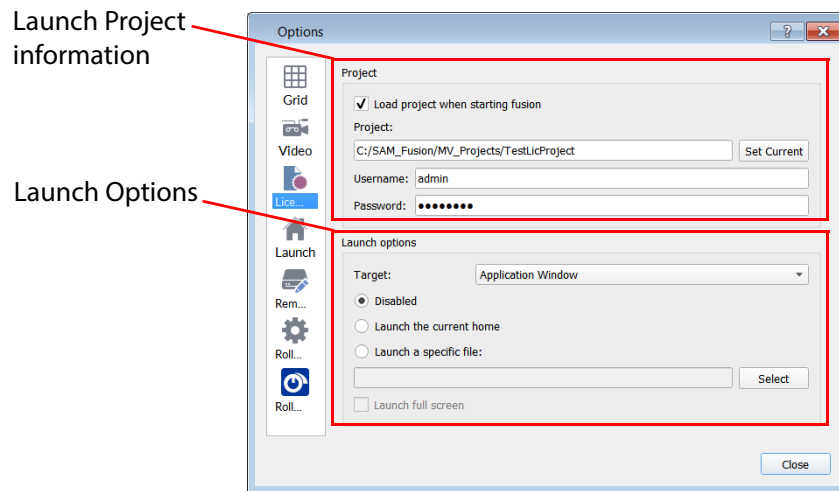 Launch Project
information
Options
Grid
Video
Lice...
Launch
Rem...
Roll...
Roll...
Project
Load project when starting fusion
Project:
C:/SAM_Fusion/MV_Projects/TestLicProject
Set Current
Username: admin
Password: ●●●●●●●●
Launch Options
Launch options
Target: Application Window
Disabled
Launch the current home
Launch a specific file:
Select
Launch full screen
Close